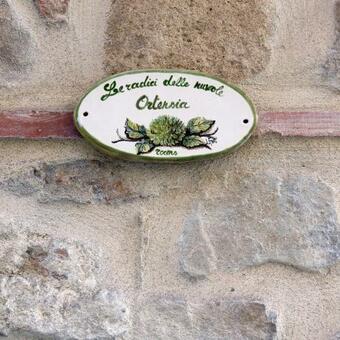 Le radici delle nuvole
Ortensia
rooms